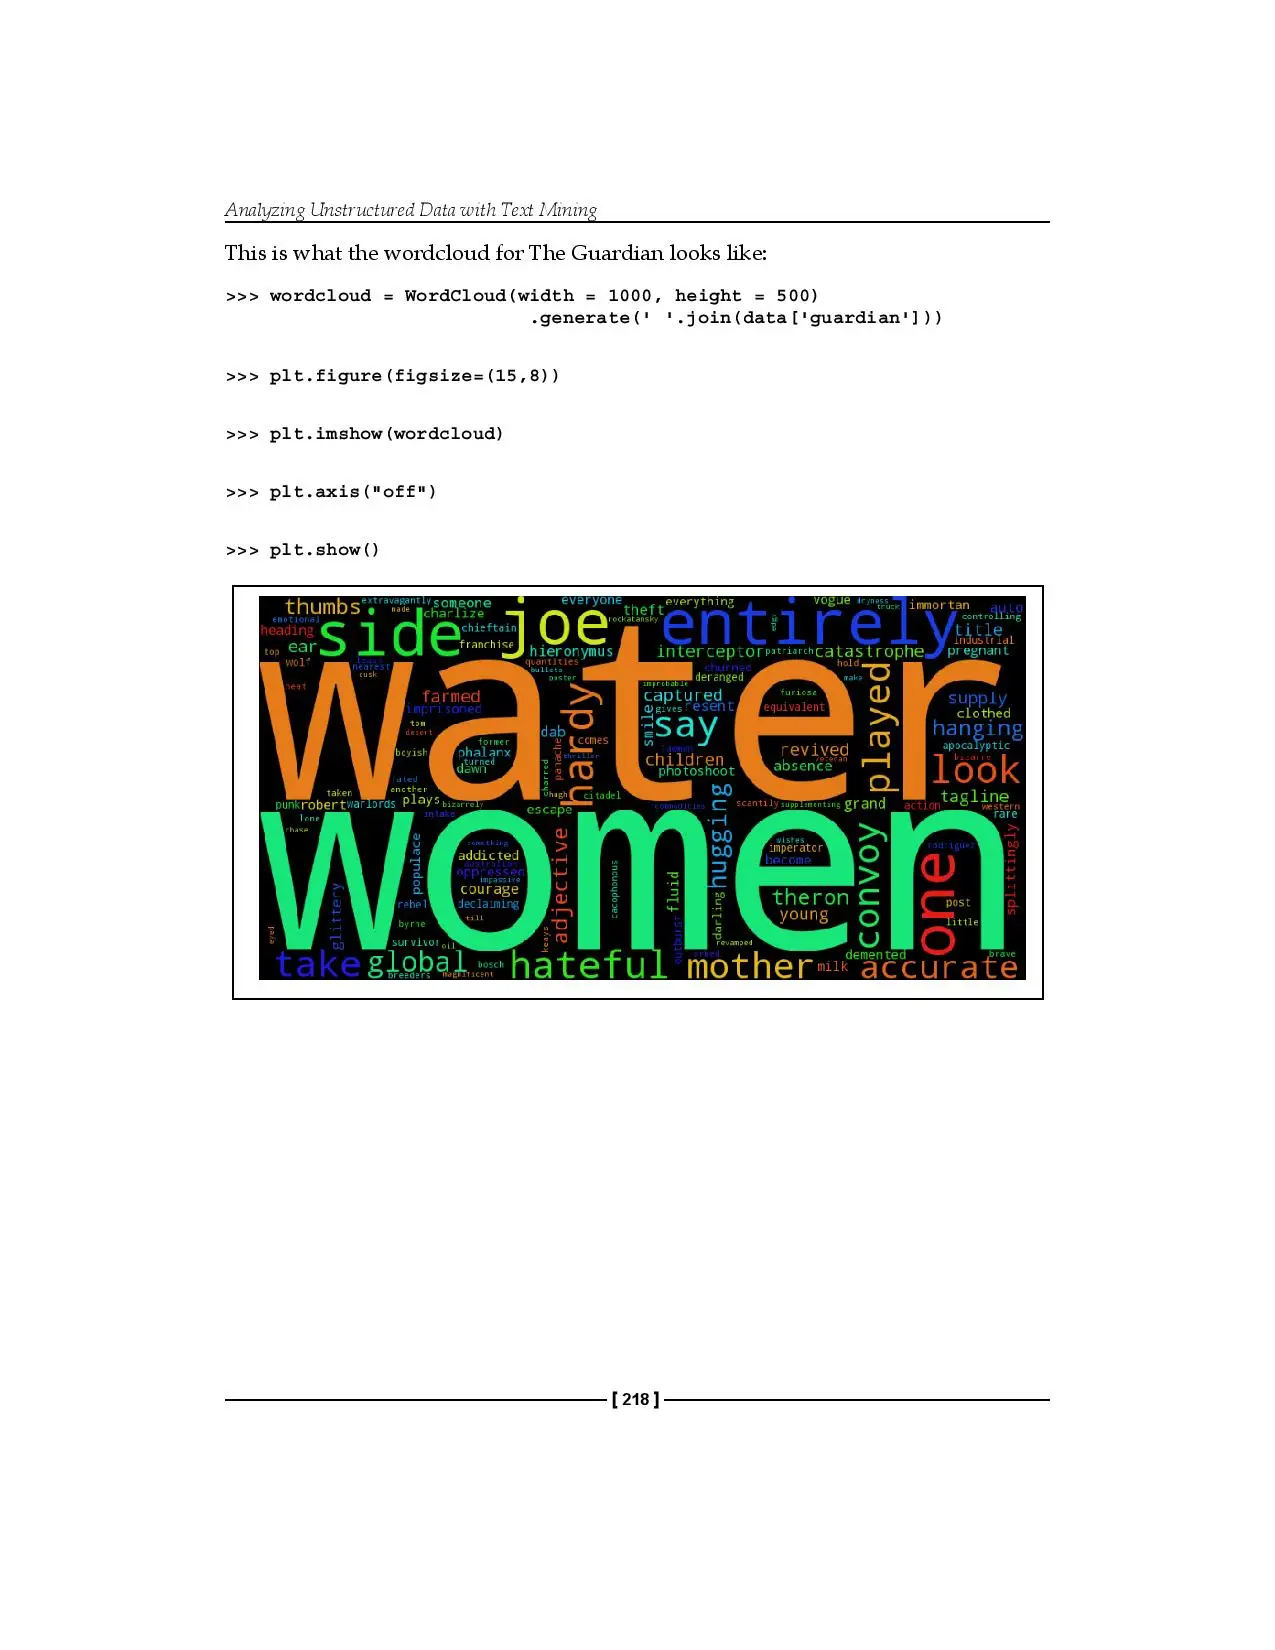 Analyzing Unstructured Data with Text Mining
This is what the wordcloud for The Guardian looks like:
>>> wordcloud = WordCloud(width = 1000, height = 500)
.generate(' '.join(data['guardian']))
>>> plt.figure(figsize=(15,8))
>>> plt.imshow(wordcloud)
>>> plt.axis("off")
>>> plt.show()
thumbs extravagantly someone everyone everything vogue dryness immortan auto
emotional made charlize side joe theft rockatansky entirely edgy truck controlling
heading ear chieftain franchise hieronymus interceptor patriarch catastrophe title industrial pregnant
top wolf nearest cusk quantities bullets poster churned deranged hold make
heat water farmed imprisoned hardy captured improbable furiosa played supply
tom desert dab smile gives resent say equivalent clothed hanging
boyish former phalanx turned dawn panache comes thriller children photoshoot revived veteran absence apocalyptic bizarre look
another taken charred hugh citadel tagline
punk robert warlords plays bizarrely escape commodities scantily supplementing grand action western rare
lone chase intake women hugging
something addicted australian oppressed impassive courage adjective populace wishes imperator become convoy one rodriguez splittingly
glittery rebel declaiming till cacophonous fluid darling theron young post little
eyed byrne survivor oil keays outburst revamped demented brave
take global bosch breeders magnificent hateful mother milk accurate
[ 218 ]